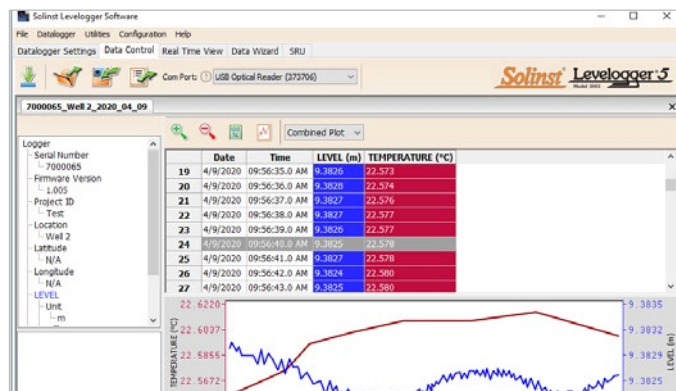 Solinst Levelogger Software
File Datalogger Utilities Configuration Help
Datalogger Settings Data Control Real Time View Data Wizard SRU
Com Port: USB Optical Reader (373706)
Solinst Levelogger 5
Model 3001
7000065_Well 2_2020_04_09
Combined Plot
Logger
Serial Number
7000065
Firmware Version
1.005
Project ID
Test
Location
Well 2
Latitude
N/A
Longitude
N/A
LEVEL
Unit
m
Date Time LEVEL (m) TEMPERATURE (°C)
19 4/9/2020 09:56:35.0 AM 9.3826 22.573
20 4/9/2020 09:56:36.0 AM 9.3828 22.574
21 4/9/2020 09:56:37.0 AM 9.3827 22.576
22 4/9/2020 09:56:38.0 AM 9.3827 22.577
23 4/9/2020 09:56:39.0 AM 9.3826 22.577
24 4/9/2020 09:56:40.0 AM 9.3825 22.578
25 4/9/2020 09:56:41.0 AM 9.3827 22.578
26 4/9/2020 09:56:42.0 AM 9.3824 22.580
27 4/9/2020 09:56:43.0 AM 9.3825 22.580
TEMPERATURE (°C)
22.6220
22.6037
22.5855
22.5672
9.3835
9.3832
9.3829
9.3825
LEVEL (m)